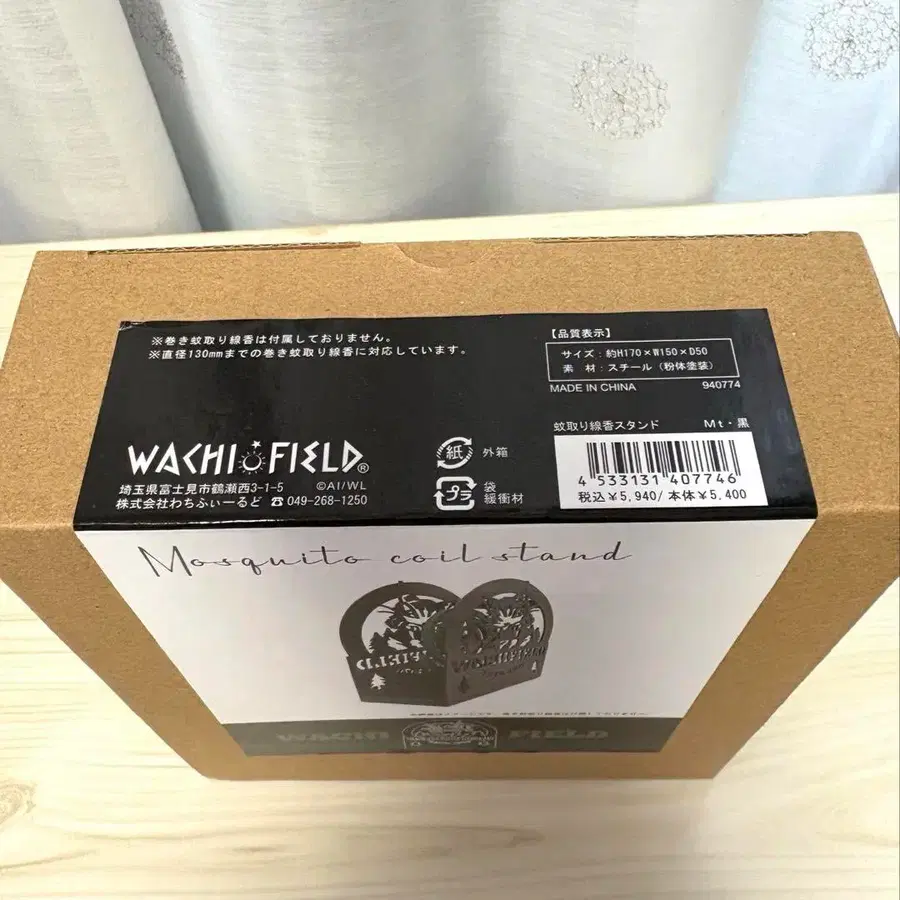 ※巻き蚊取り線香は付属しておりません。
※直径130mmまでの巻き蚊取り線香に対応しています。
【品質表示】
サイズ：約H170×W150×D50
素 材：スチール（粉体塗装）
MADE IN CHINA 940774
蚊取り線香スタンド Mt・黒
4 533131 407746
税込¥5,940/本体¥5,400
WACHI FIELD®
©AI/WL
埼玉県富士見市鶴瀬西3-1-5
株式会社わちふぃーるど ☎049-268-1250
紙 外箱
プラ 袋
緩衝材
Mosquito coil stand
WACHIFIELD
WACHI FIELD